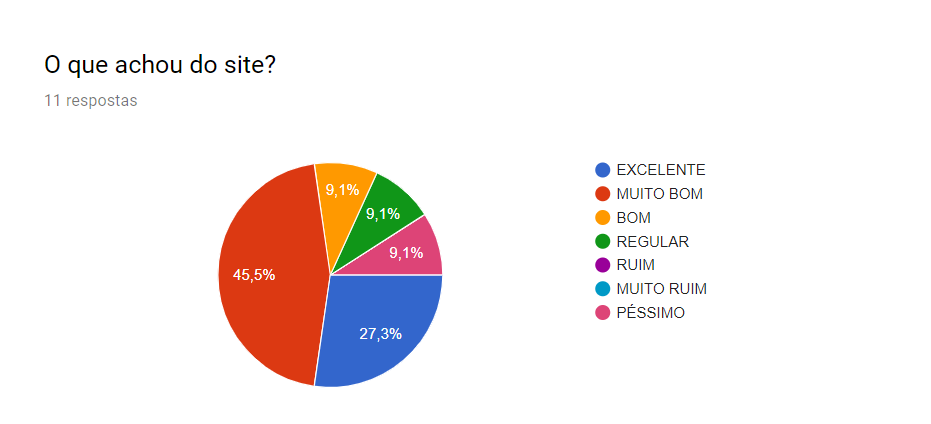 O que achou do site?
11 respostas
9,1%
9,1%
9,1%
45,5%
27,3%
EXCELENTE
MUITO BOM
BOM
REGULAR
RUIM
MUITO RUIM
PÉSSIMO